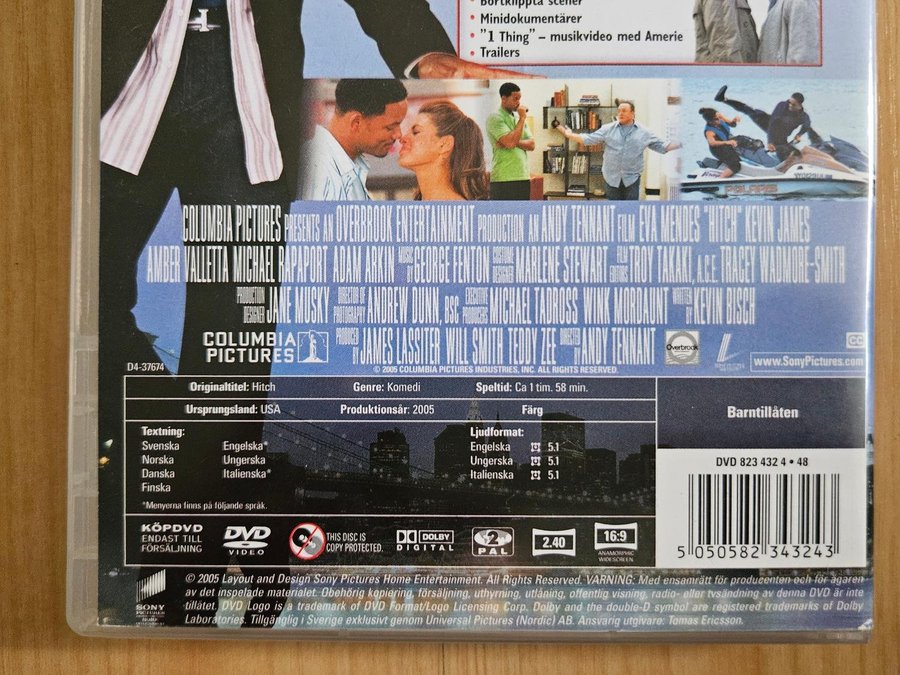 Bortklippta scener
• Minidokumentärer
• "1 Thing" – musikvideo med Amerie
• Trailers
POLARIS
COLUMBIA PICTURES PRESENTS AN OVERBROOK ENTERTAINMENT PRODUCTION AN ANDY TENNANT FILM EVA MENDES "HITCH" KEVIN JAMES
AMBER VALLETTA MICHAEL RAPAPORT ADAM ARKIN MUSIC BY GEORGE FENTON COSTUME DESIGNER MARLENE STEWART FILM EDITORS TROY TAKAKI, A.C.E. TRACEY WADMORE-SMITH
PRODUCTION DESIGNER JANE MUSKY DIRECTOR OF PHOTOGRAPHY ANDREW DUNN, BSC EXECUTIVE PRODUCERS MICHAEL TADROSS WINK MORDAUNT WRITTEN BY KEVIN BISCH
PRODUCED BY JAMES LASSITER WILL SMITH TEDDY ZEE DIRECTED BY ANDY TENNANT
COLUMBIA
PICTURES
Overbrook
© 2005 COLUMBIA PICTURES INDUSTRIES, INC. ALL RIGHTS RESERVED.
www.SonyPictures.com
D4-37674
Originaltitel: Hitch Genre: Komedi Speltid: Ca 1 tim. 58 min.
Ursprungsland: USA Produktionsår: 2005 Färg
Barntillåten
Textning:
Svenska Engelska*
Norska Ungerska
Danska Italienska*
Finska
*Menyerna finns på följande språk.
Ljudformat:
Engelska 5.1
Ungerska 5.1
Italienska 5.1
DVD 823 432 4 • 48
5 050582 343243
KÖPDVD
ENDAST TILL
FÖRSÄLJNING
DVD
VIDEO
THIS DISC IS
COPY PROTECTED.
DOLBY
DIGITAL
2
PAL
2.40
16:9
ANAMORPHIC
WIDESCREEN
SONY
PICTURES
© 2005 Layout and Design Sony Pictures Home Entertainment. All Rights Reserved. VARNING: Med ensamrätt för producenten och för ägaren
av det inspelade materialet. Obehörig kopiering, försäljning, uthyrning, utlåning, offentlig visning, radio- eller tvsändning av denna DVD är inte
tillåtet. DVD Logo is a trademark of DVD Format/Logo Licensing Corp. Dolby and the double-D symbol are registered trademarks of Dolby
Laboratories. Tillgänglig i Sverige exklusivt genom Universal Pictures (Nordic) AB. Ansvarig utgivare: Tomas Ericsson.